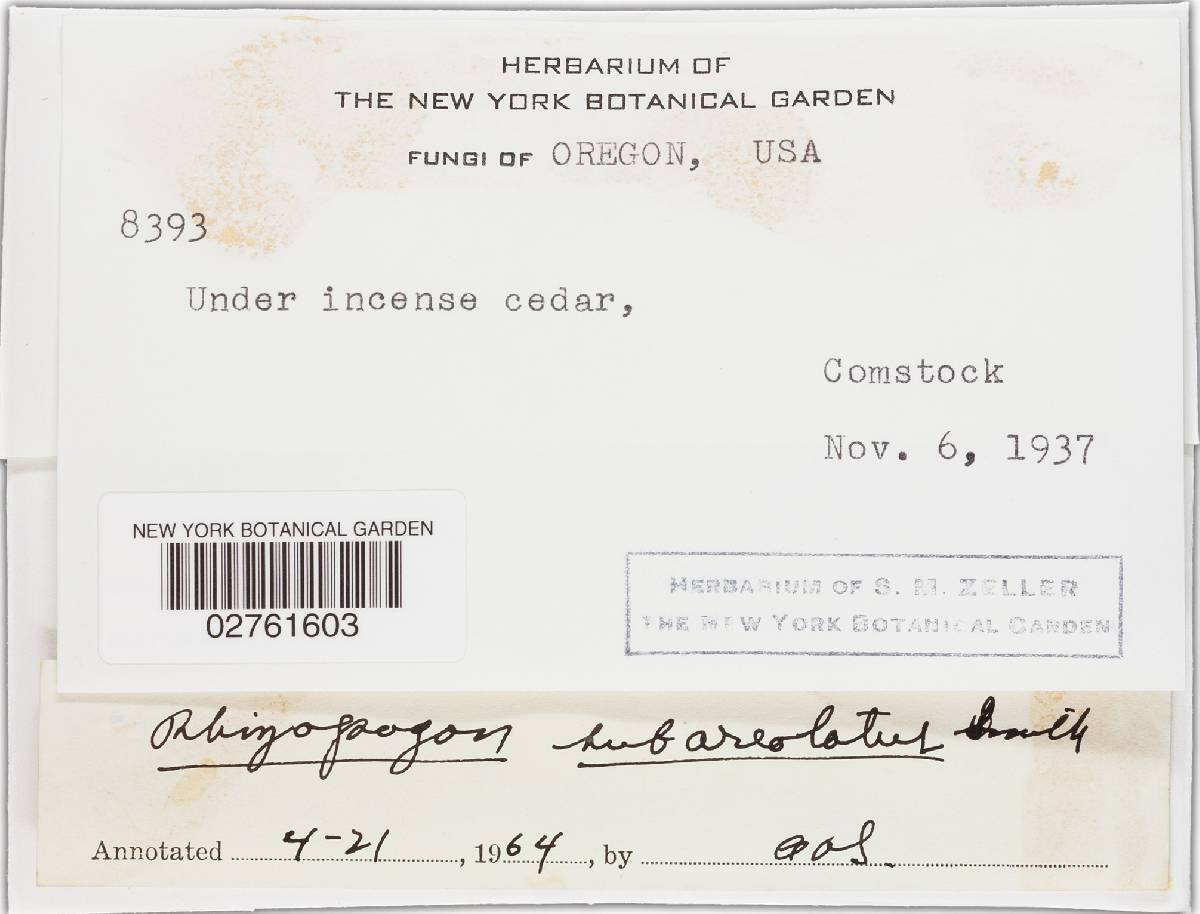 HERBARIUM OF
THE NEW YORK BOTANICAL GARDEN
FUNGI OF OREGON, USA
8393
Under incense cedar,
Comstock
Nov. 6, 1937
NEW YORK BOTANICAL GARDEN
02761603
HERBARIUM OF S. M. ZELLER
THE NEW YORK BOTANICAL GARDEN
Rhizopogon subareolatus Smith
Annotated 4-21, 1964, by